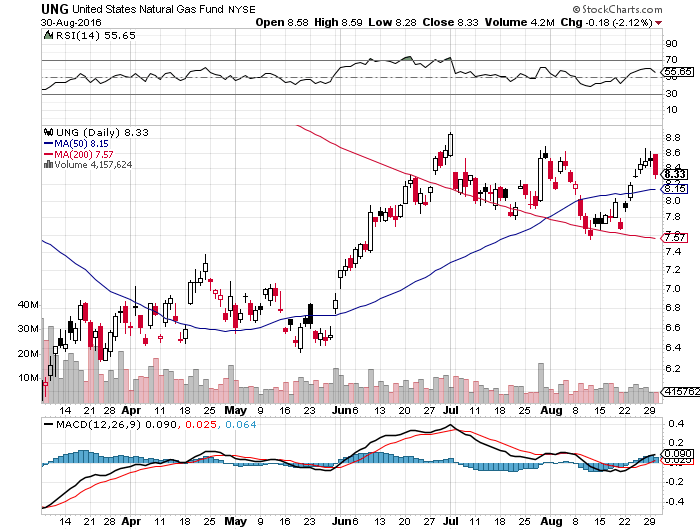 UNG United States Natural Gas Fund NYSE © StockCharts.com
30-Aug-2016 Open 8.58 High 8.59 Low 8.28 Close 8.33 Volume 4.2M Chg -0.18 (-2.12%)
RSI(14) 55.65
90
70
55.65
50
30
10
UNG (Daily) 8.33
MA(50) 8.15
MA(200) 7.57
Volume 4,157,624
8.8
8.6
8.4
8.33
8.2
8.15
8.0
7.8
7.6
7.57
7.4
7.2
7.0
6.8
6.6
6.4
6.2
40M
30M
20M
10M
415762
14 21 28 Apr 11 18 25 May 9 16 23 Jun 6 13 20 27 Jul 11 18 25 Aug 8 15 22 29
MACD(12,26,9) 0.090, 0.025, 0.064
0.4
0.2
0.090
0.025
-0.2
-0.4
14 21 28 Apr 11 18 25 May 9 16 23 Jun 6 13 20 27 Jul 11 18 25 Aug 8 15 22 29